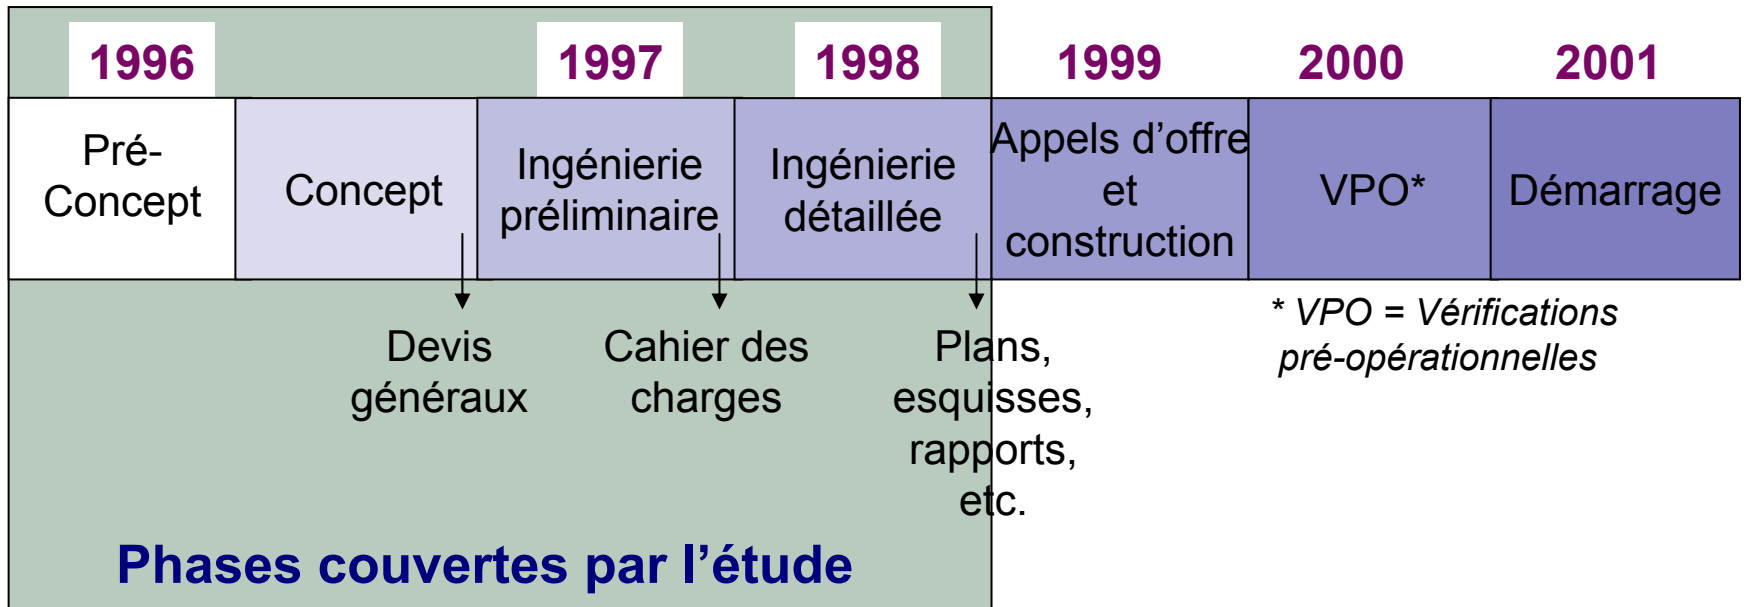 1996 1997 1998 1999 2000 2001
Pré-
Concept
Concept
Ingénierie
préliminaire
Ingénierie
détaillée
Appels d’offre
et
construction
VPO*
Démarrage
Devis
généraux
Cahier des
charges
Plans,
esquisses,
rapports,
etc.
* VPO = Vérifications
pré-opérationnelles
Phases couvertes par l’étude